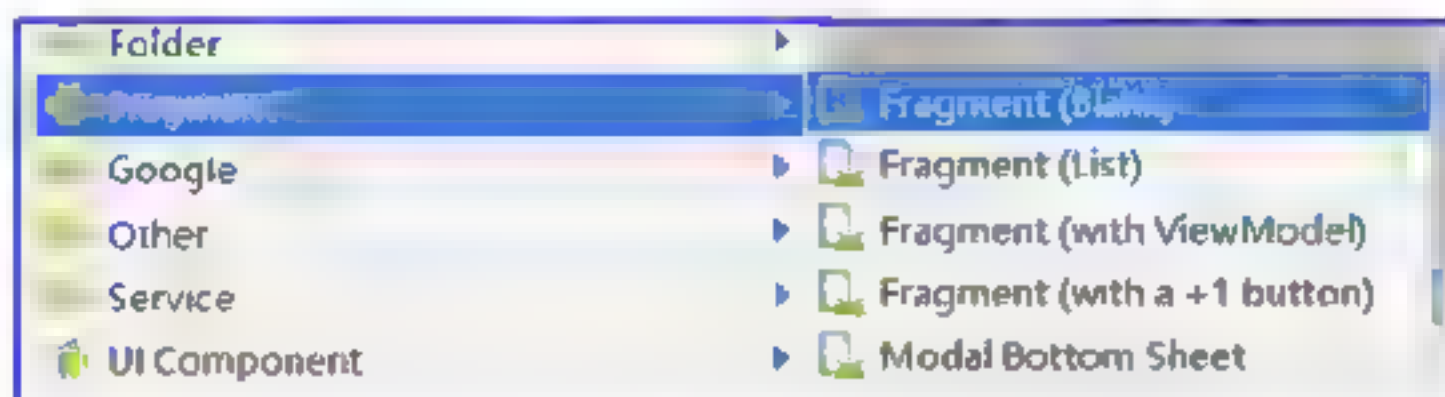 Folder
Google
Other
Service
UI Component
Fragment (Blank)
Fragment (List)
Fragment (with ViewModel)
Fragment (with a +1 button)
Modal Bottom Sheet